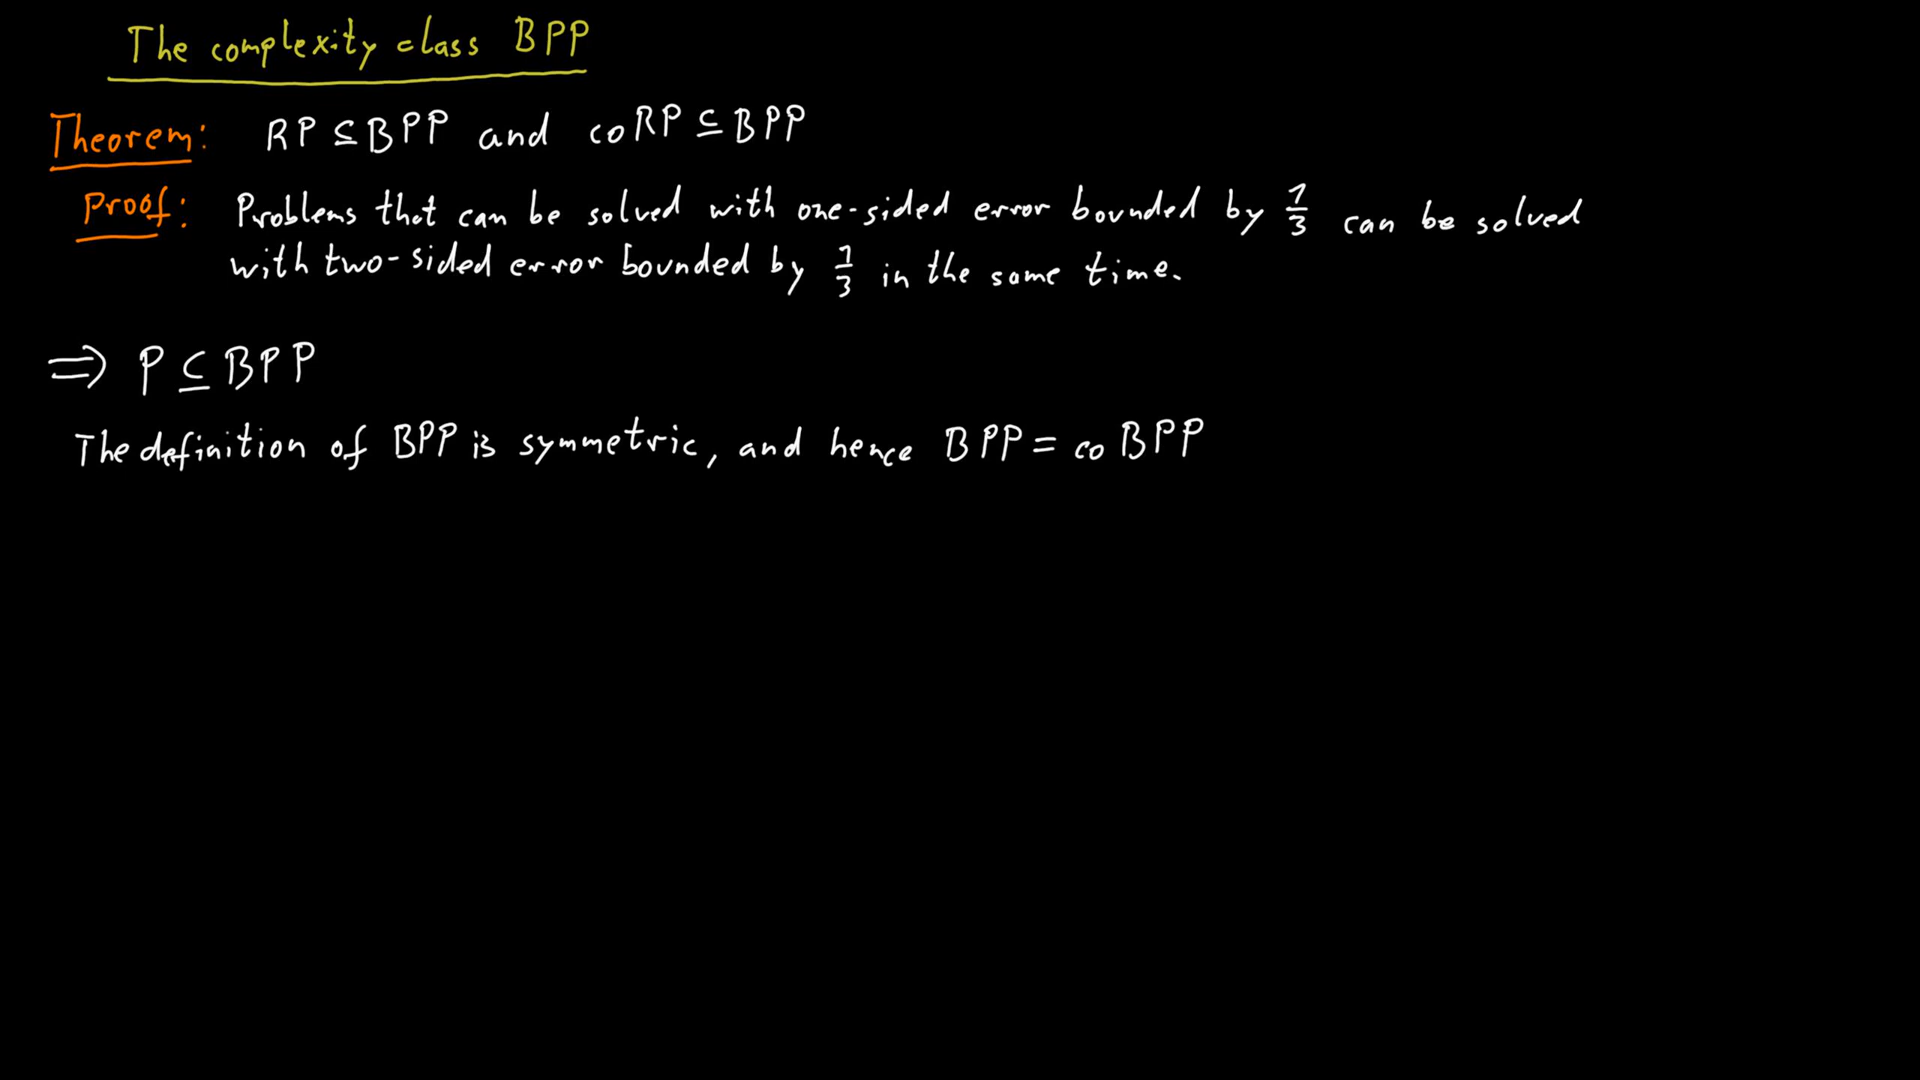 The complexity class BPP
Theorem: RP ⊆ BPP and coRP ⊆ BPP
Proof: Problems that can be solved with one-sided error bounded by 1/3 can be solved
with two-sided error bounded by 1/3 in the same time.
⇒ P ⊆ BPP
The definition of BPP is symmetric, and hence BPP = coBPP